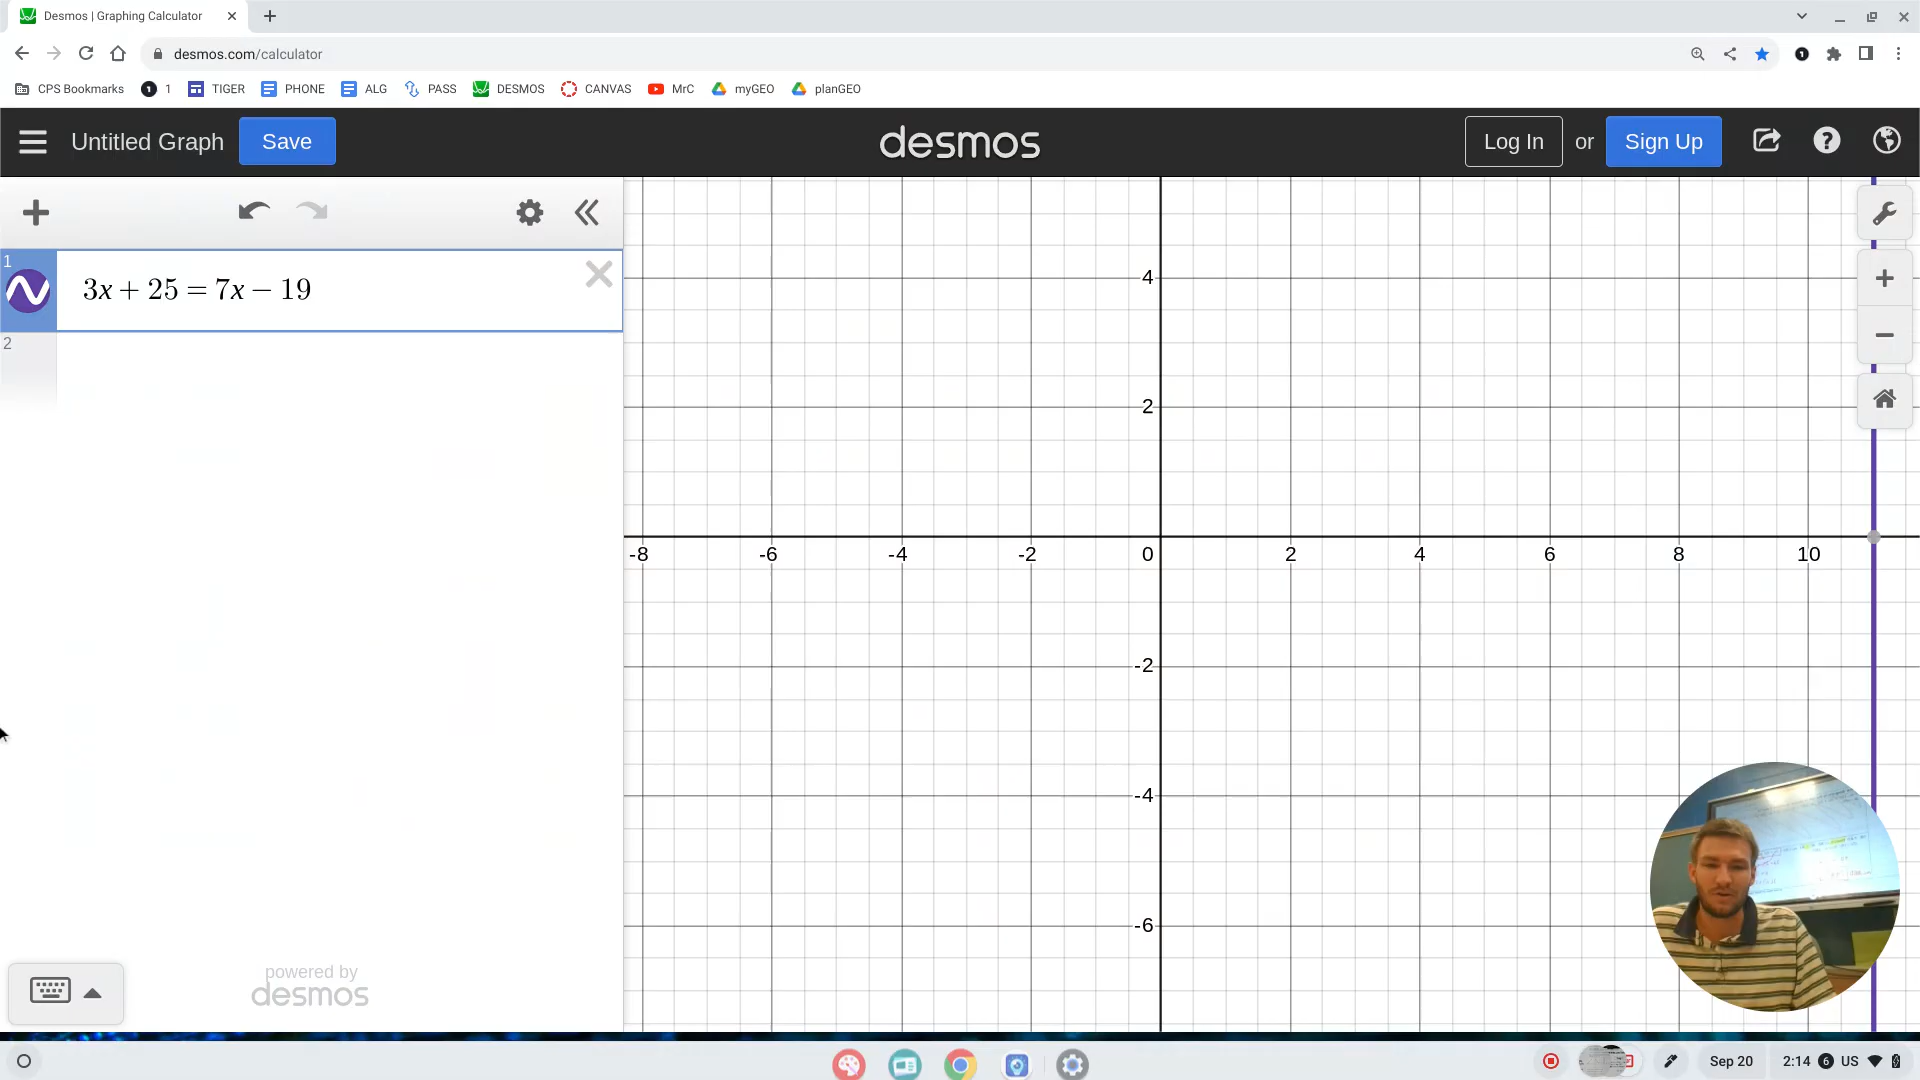 Desmos | Graphing Calculator
desmos.com/calculator
CPS Bookmarks 1 1 TIGER PHONE ALG PASS DESMOS CANVAS MrC myGEO planGEO
Untitled Graph Save desmos Log In or Sign Up
1
3x + 25 = 7x − 19
2
4
2
-8 -6 -4 -2 0 2 4 6 8 10
-2
-4
-6
powered by
desmos
Sep 20 2:14 6 US